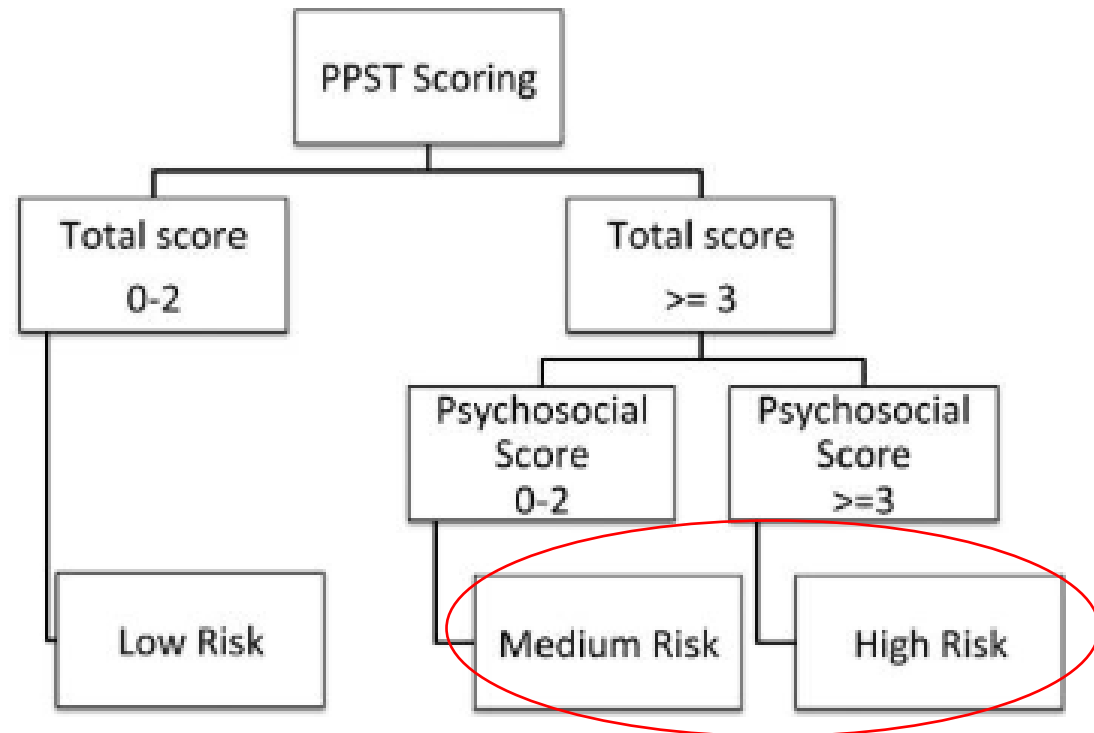 PPST Scoring
Total score
0-2
Total score
>= 3
Psychosocial
Score
0-2
Psychosocial
Score
>=3
Low Risk
Medium Risk
High Risk